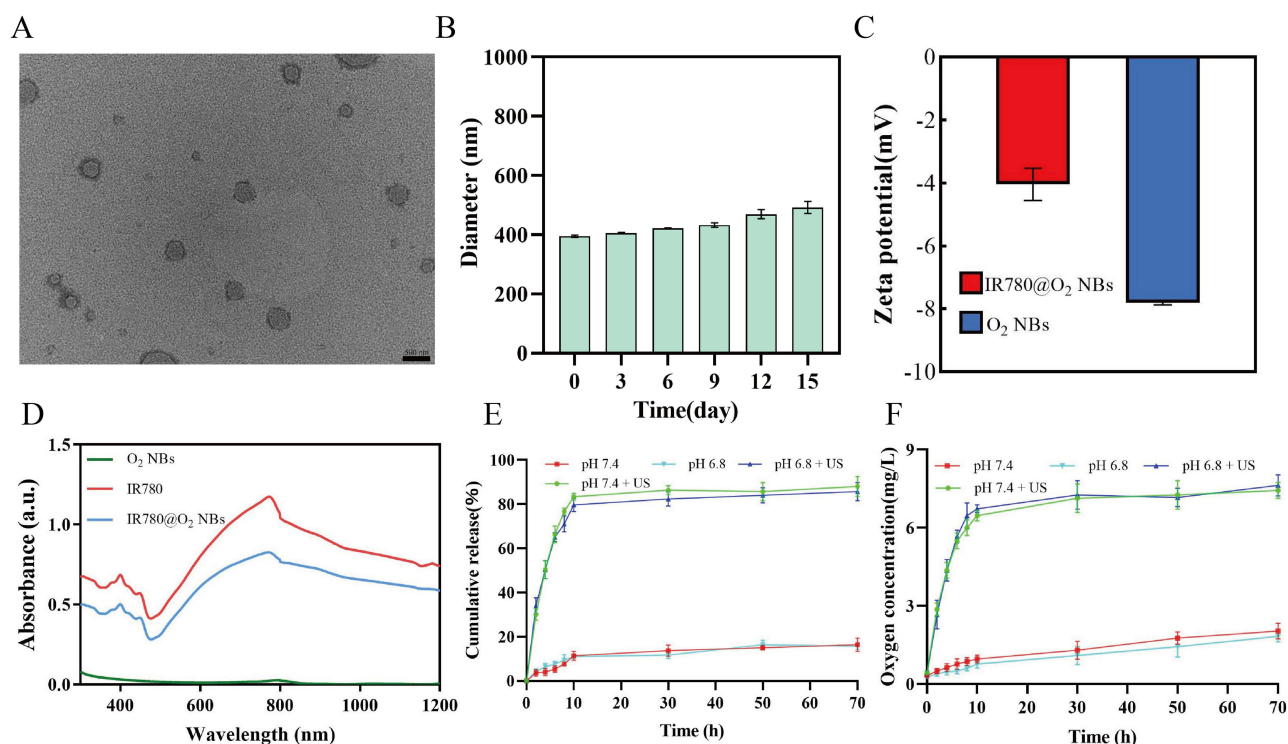 A
500 nm
B
Diameter (nm)
1000
800
600
400
200
0
0 3 6 9 12 15
Time(day)
C
Zeta potential(mV)
0
-2
-4
-6
-8
-10
IR780@O₂ NBs
O₂ NBs
D
Absorbance (a.u.)
1.5
1.0
0.5
0.0
O₂ NBs
IR780
IR780@O₂ NBs
400 600 800 1000 1200
Wavelength (nm)
E
pH 7.4 pH 6.8 pH 6.8 + US
pH 7.4 + US
Cumulative release(%)
100
80
60
40
20
0
0 10 20 30 40 50 60 70
Time (h)
F
pH 7.4 pH 6.8 pH 6.8 + US
pH 7.4 + US
Oxygen concentration(mg/L)
9
6
3
0
0 10 20 30 40 50 60 70
Time (h)